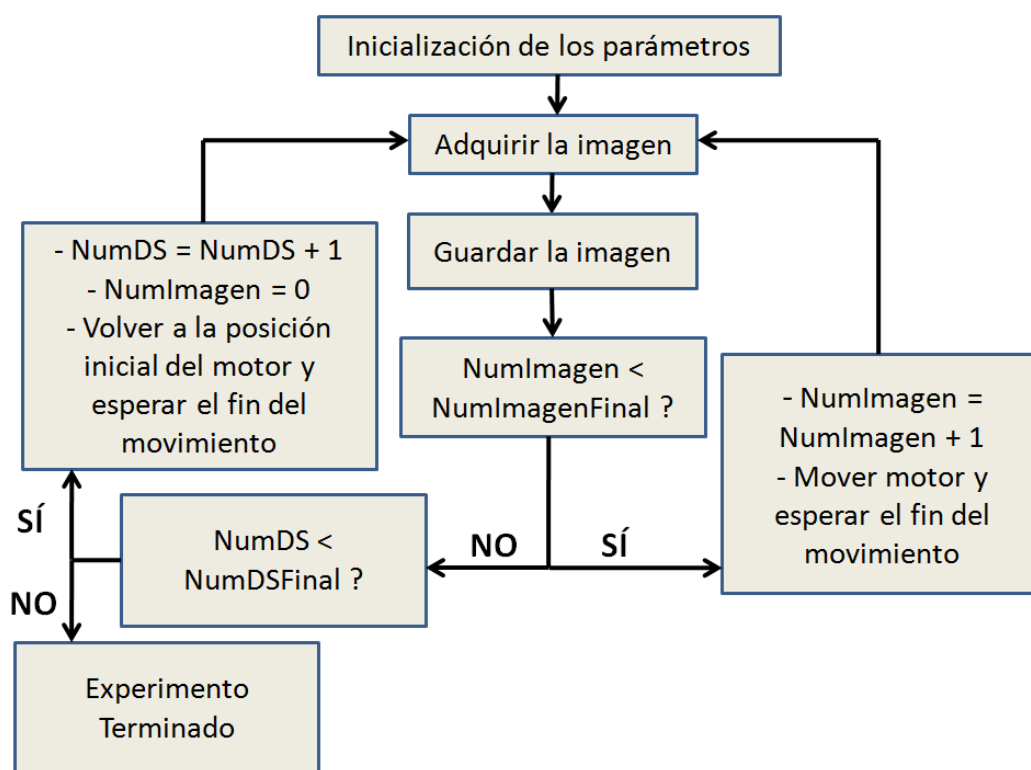 Inicialización de los parámetros
Adquirir la imagen
Guardar la imagen
- NumDS = NumDS + 1
- NumImagen = 0
- Volver a la posición
inicial del motor y
esperar el fin del
movimiento
NumImagen <
NumImagenFinal ?
- NumImagen =
NumImagen + 1
- Mover motor y
esperar el fin del
movimiento
SÍ
NO
NumDS <
NumDSFinal ?
NO
SÍ
Experimento
Terminado